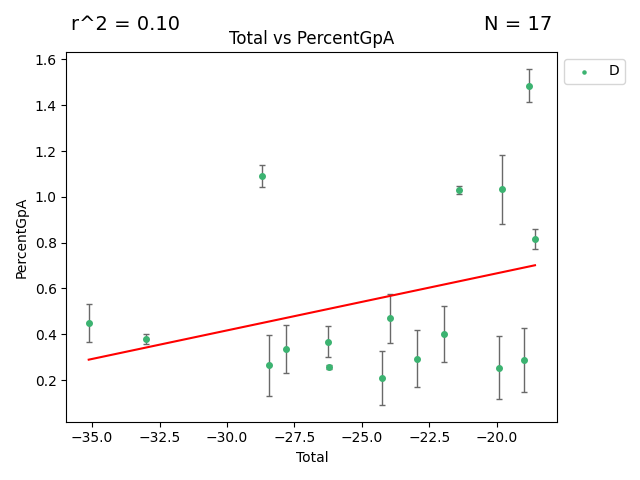 r^2 = 0.10
N = 17
Total vs PercentGpA
D
1.6
1.4
1.2
1.0
0.8
0.6
0.4
0.2
PercentGpA
−35.0
−32.5
−30.0
−27.5
−25.0
−22.5
−20.0
Total